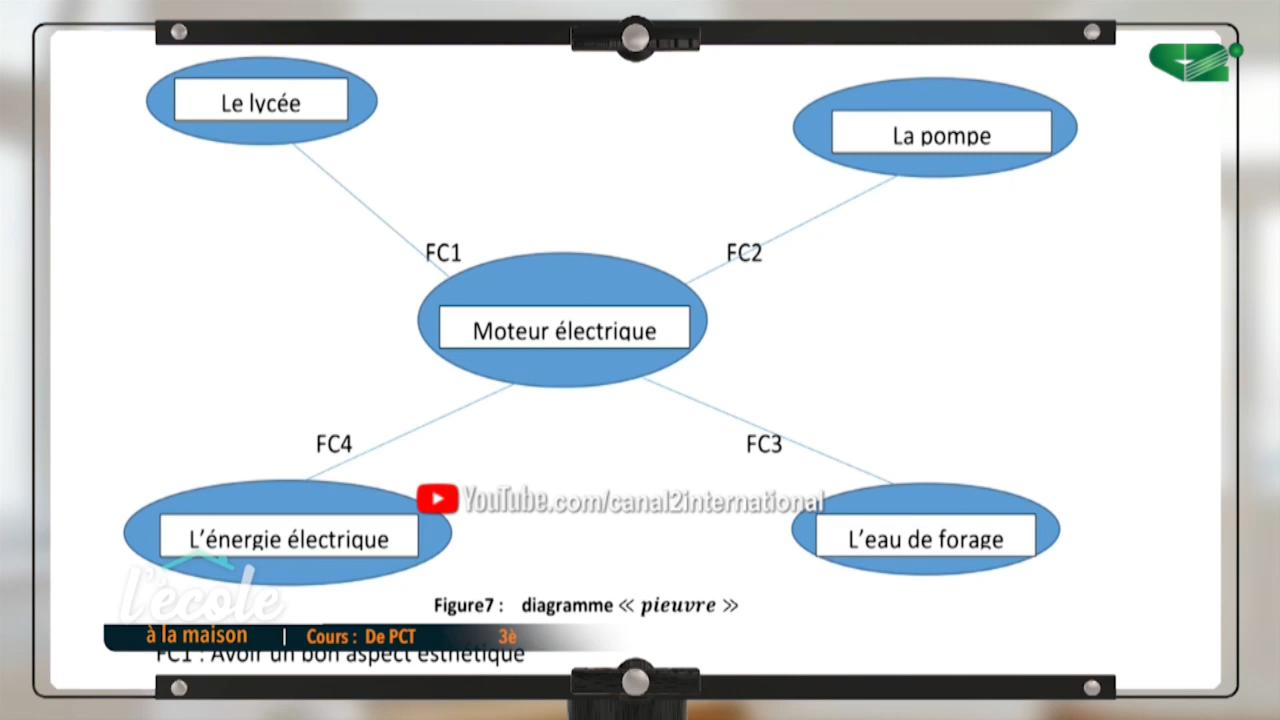 Le lycée
La pompe
FC1
FC2
Moteur électrique
FC4
FC3
YouTube.com/canal2international
L'énergie électrique
L'eau de forage
l'école
Figure7 : diagramme ≪ pieuvre ≫
à la maison | Cours : De PCT 3è
FC1 : Avoir un bon aspect esthétique